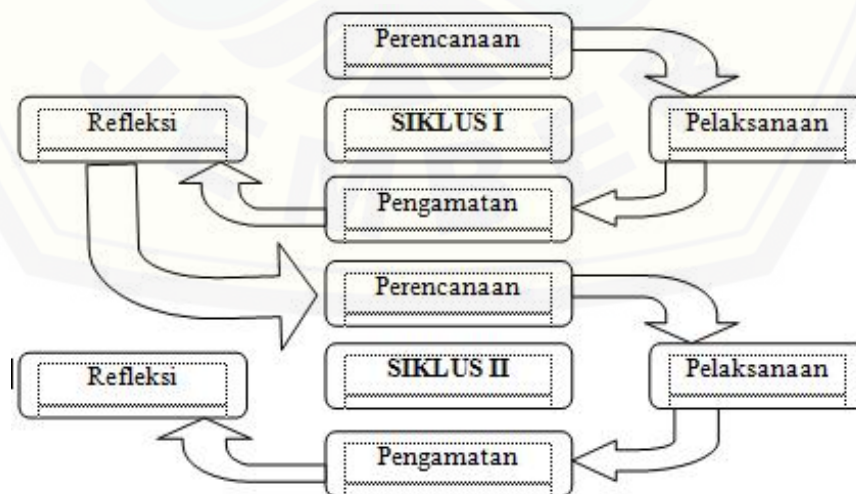 Perencanaan
Refleksi
SIKLUS I
Pelaksanaan
Pengamatan
Perencanaan
Refleksi
SIKLUS II
Pelaksanaan
Pengamatan